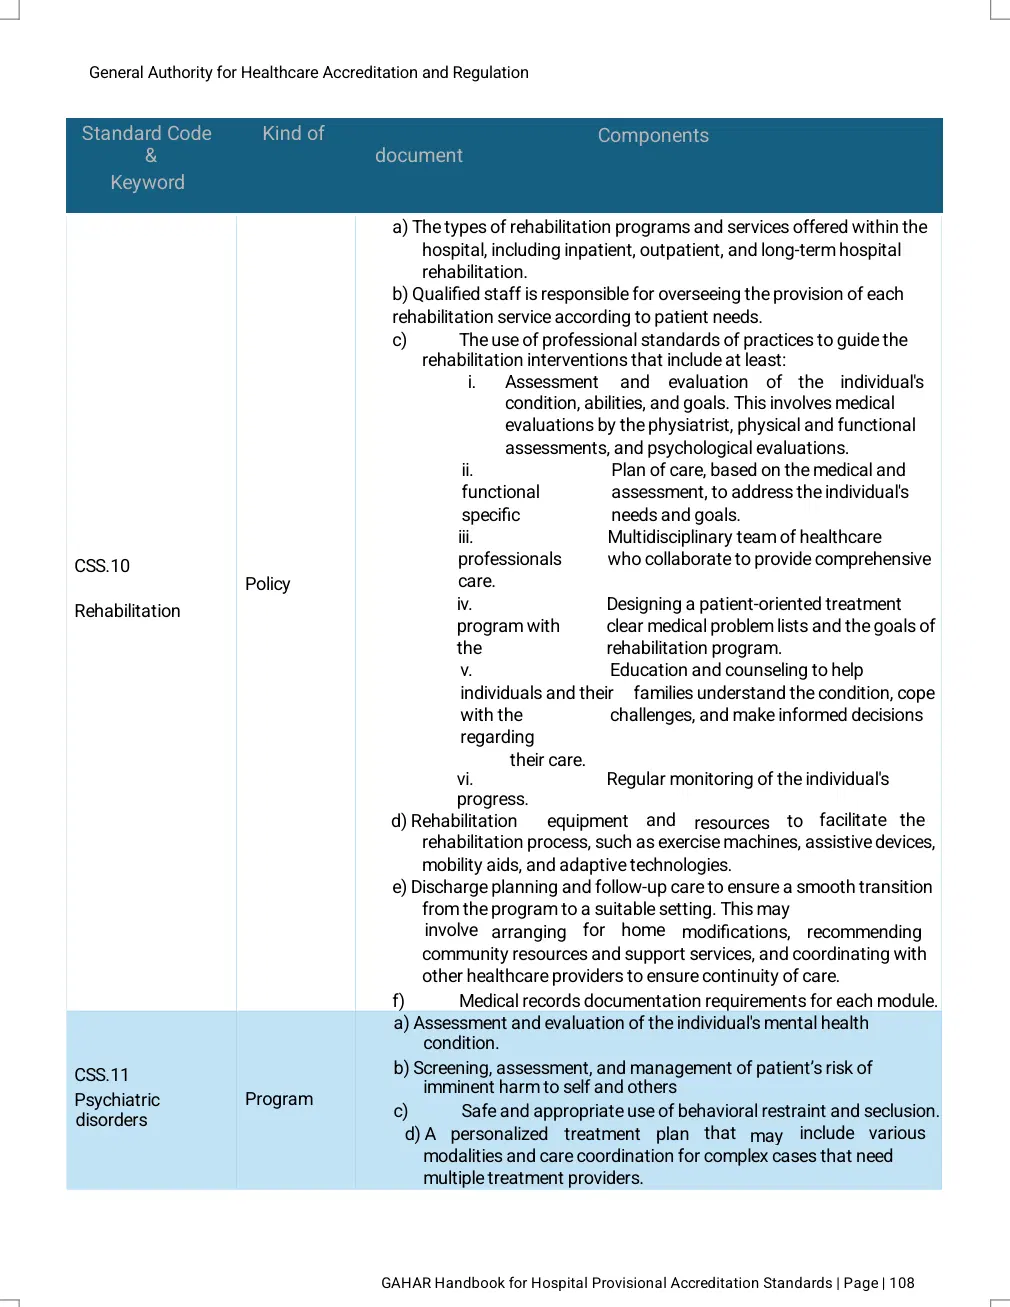 General Authority for Healthcare Accreditation and Regulation
Standard Code
&
Keyword
Kind of
document
Components
CSS.10
Rehabilitation
Policy
a) The types of rehabilitation programs and services offered within the
hospital, including inpatient, outpatient, and long-term hospital
rehabilitation.
b) Qualified staff is responsible for overseeing the provision of each
rehabilitation service according to patient needs.
c) The use of professional standards of practices to guide the
rehabilitation interventions that include at least:
i. Assessment and evaluation of the individual's
condition, abilities, and goals. This involves medical
evaluations by the physiatrist, physical and functional
assessments, and psychological evaluations.
ii. Plan of care, based on the medical and
functional assessment, to address the individual's
specific needs and goals.
iii. Multidisciplinary team of healthcare
professionals who collaborate to provide comprehensive
care.
iv. Designing a patient-oriented treatment
program with clear medical problem lists and the goals of
the rehabilitation program.
v. Education and counseling to help
individuals and their families understand the condition, cope
with the challenges, and make informed decisions
regarding
their care.
vi. Regular monitoring of the individual's
progress.
d) Rehabilitation equipment and resources to facilitate the
rehabilitation process, such as exercise machines, assistive devices,
mobility aids, and adaptive technologies.
e) Discharge planning and follow-up care to ensure a smooth transition
from the program to a suitable setting. This may
involve arranging for home modifications, recommending
community resources and support services, and coordinating with
other healthcare providers to ensure continuity of care.
f) Medical records documentation requirements for each module.
CSS.11
Psychiatric
disorders
Program
a) Assessment and evaluation of the individual's mental health
condition.
b) Screening, assessment, and management of patient’s risk of
imminent harm to self and others
c) Safe and appropriate use of behavioral restraint and seclusion.
d) A personalized treatment plan that may include various
modalities and care coordination for complex cases that need
multiple treatment providers.
GAHAR Handbook for Hospital Provisional Accreditation Standards | Page | 108